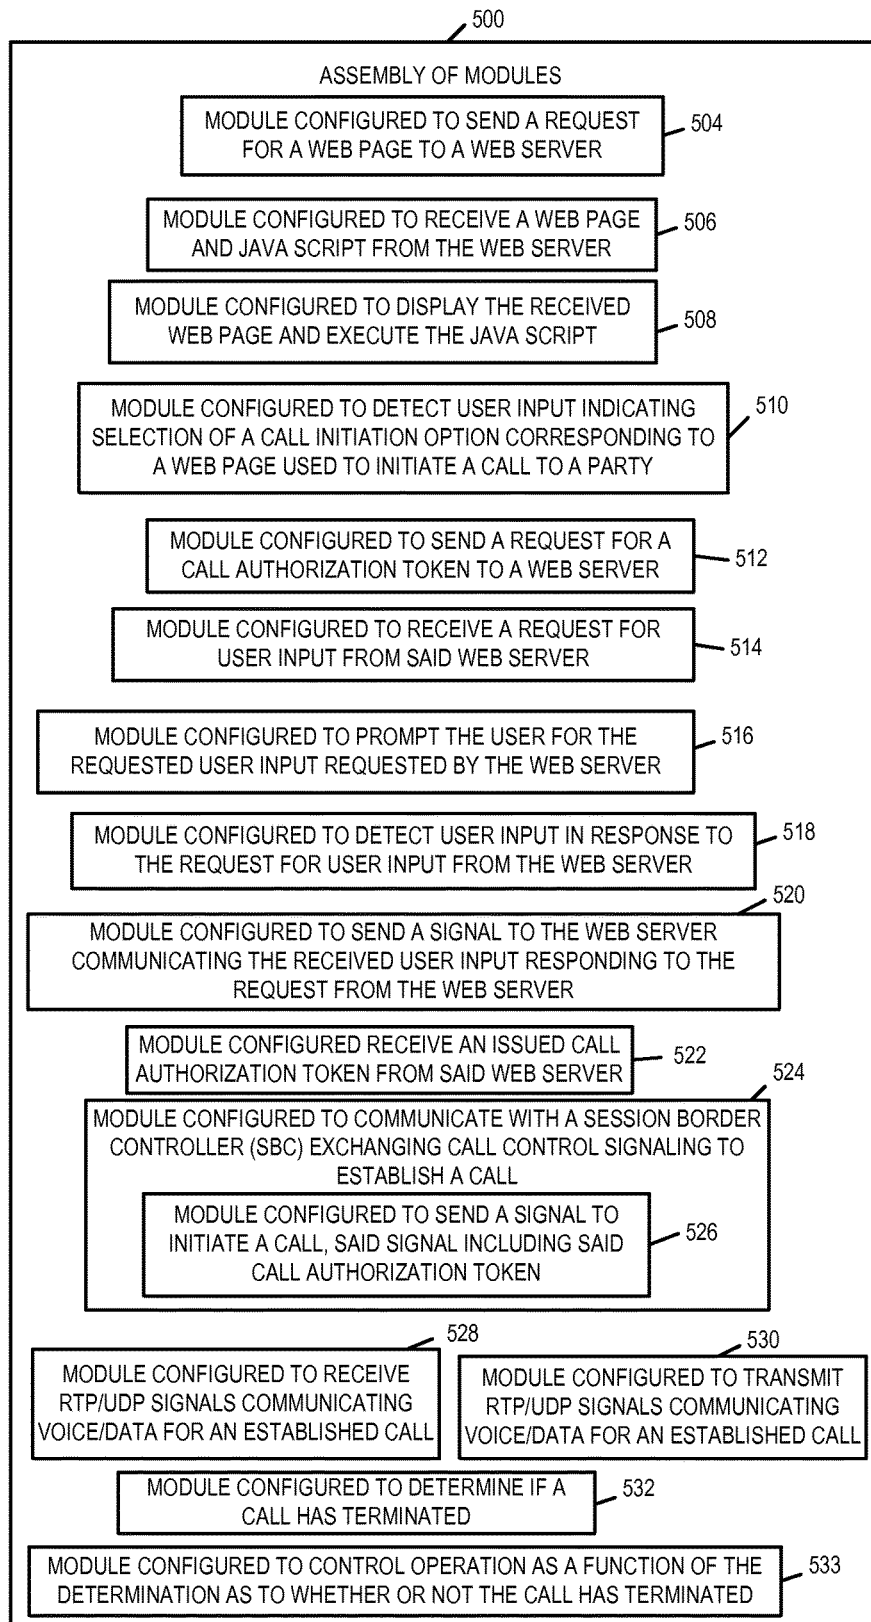 500
ASSEMBLY OF MODULES
MODULE CONFIGURED TO SEND A REQUEST
FOR A WEB PAGE TO A WEB SERVER
504
MODULE CONFIGURED TO RECEIVE A WEB PAGE
AND JAVA SCRIPT FROM THE WEB SERVER
506
MODULE CONFIGURED TO DISPLAY THE RECEIVED
WEB PAGE AND EXECUTE THE JAVA SCRIPT
508
MODULE CONFIGURED TO DETECT USER INPUT INDICATING
SELECTION OF A CALL INITIATION OPTION CORRESPONDING TO
A WEB PAGE USED TO INITIATE A CALL TO A PARTY
510
MODULE CONFIGURED TO SEND A REQUEST FOR A
CALL AUTHORIZATION TOKEN TO A WEB SERVER
512
MODULE CONFIGURED TO RECEIVE A REQUEST FOR
USER INPUT FROM SAID WEB SERVER
514
MODULE CONFIGURED TO PROMPT THE USER FOR THE
REQUESTED USER INPUT REQUESTED BY THE WEB SERVER
516
MODULE CONFIGURED TO DETECT USER INPUT IN RESPONSE TO
THE REQUEST FOR USER INPUT FROM THE WEB SERVER
518
520
MODULE CONFIGURED TO SEND A SIGNAL TO THE WEB SERVER
COMMUNICATING THE RECEIVED USER INPUT RESPONDING TO THE
REQUEST FROM THE WEB SERVER
MODULE CONFIGURED RECEIVE AN ISSUED CALL
AUTHORIZATION TOKEN FROM SAID WEB SERVER
522
524
MODULE CONFIGURED TO COMMUNICATE WITH A SESSION BORDER
CONTROLLER (SBC) EXCHANGING CALL CONTROL SIGNALING TO
ESTABLISH A CALL
MODULE CONFIGURED TO SEND A SIGNAL TO
INITIATE A CALL, SAID SIGNAL INCLUDING SAID
CALL AUTHORIZATION TOKEN
526
528
MODULE CONFIGURED TO RECEIVE
RTP/UDP SIGNALS COMMUNICATING
VOICE/DATA FOR AN ESTABLISHED CALL
530
MODULE CONFIGURED TO TRANSMIT
RTP/UDP SIGNALS COMMUNICATING
VOICE/DATA FOR AN ESTABLISHED CALL
MODULE CONFIGURED TO DETERMINE IF A
CALL HAS TERMINATED
532
MODULE CONFIGURED TO CONTROL OPERATION AS A FUNCTION OF THE
DETERMINATION AS TO WHETHER OR NOT THE CALL HAS TERMINATED
533